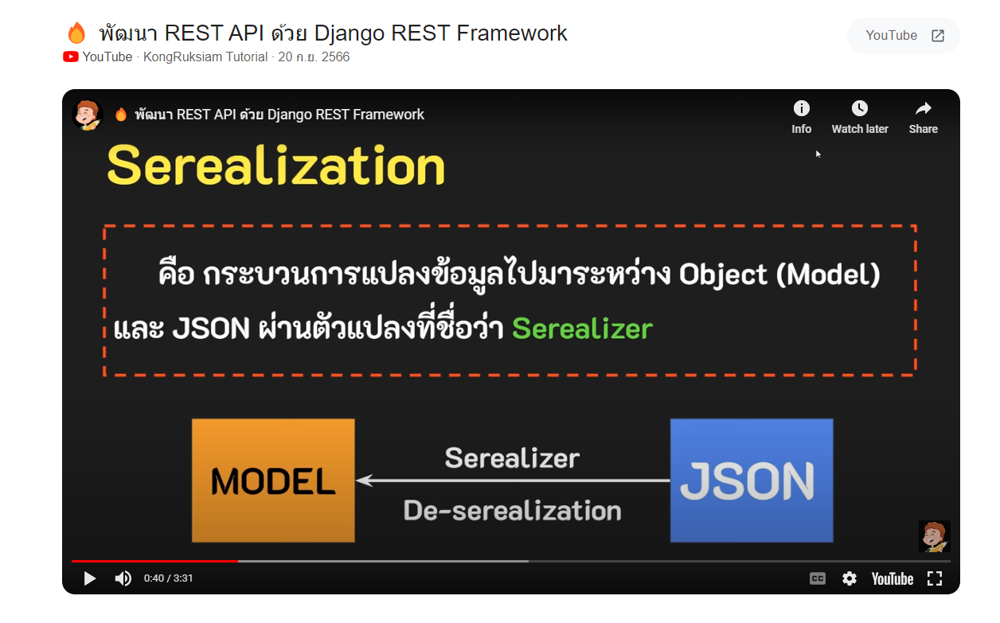 🔥 พัฒนา REST API ด้วย Django REST Framework
YouTube
YouTube · KongRuksiam Tutorial · 20 ก.ย. 2566
🔥 พัฒนา REST API ด้วย Django REST Framework
Info
Watch later
Share
Serealization
คือ กระบวนการแปลงข้อมูลไปมาระหว่าง Object (Model)
และ JSON ผ่านตัวแปลงที่ชื่อว่า Serealizer
MODEL
Serealizer
De-serealization
JSON
0:40 / 3:31
CC
YouTube